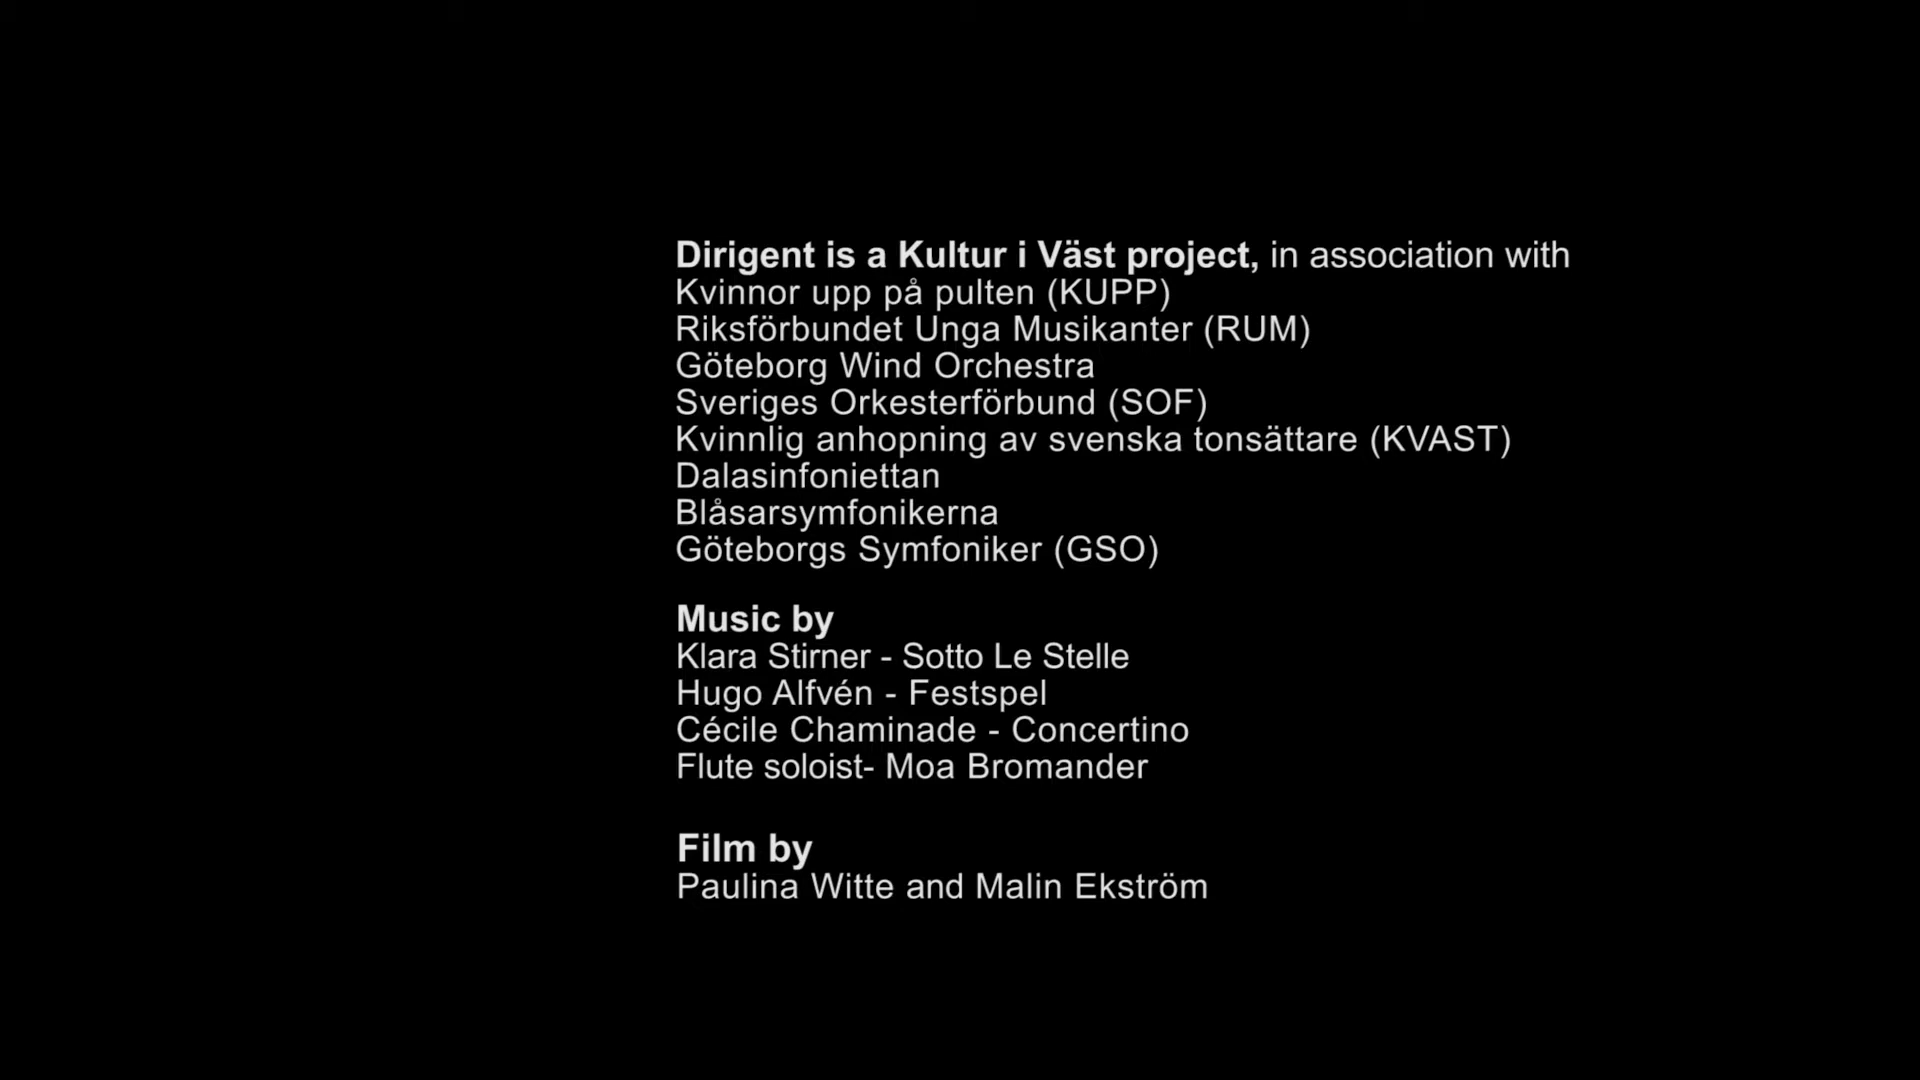 Dirigent is a Kultur i Väst project, in association with
Kvinnor upp på pulten (KUPP)
Riksförbundet Unga Musikanter (RUM)
Göteborg Wind Orchestra
Sveriges Orkesterförbund (SOF)
Kvinnlig anhopning av svenska tonsättare (KVAST)
Dalasinfoniettan
Blåsarsymfonikerna
Göteborgs Symfoniker (GSO)
Music by
Klara Stirner - Sotto Le Stelle
Hugo Alfvén - Festspel
Cécile Chaminade - Concertino
Flute soloist- Moa Bromander
Film by
Paulina Witte and Malin Ekström